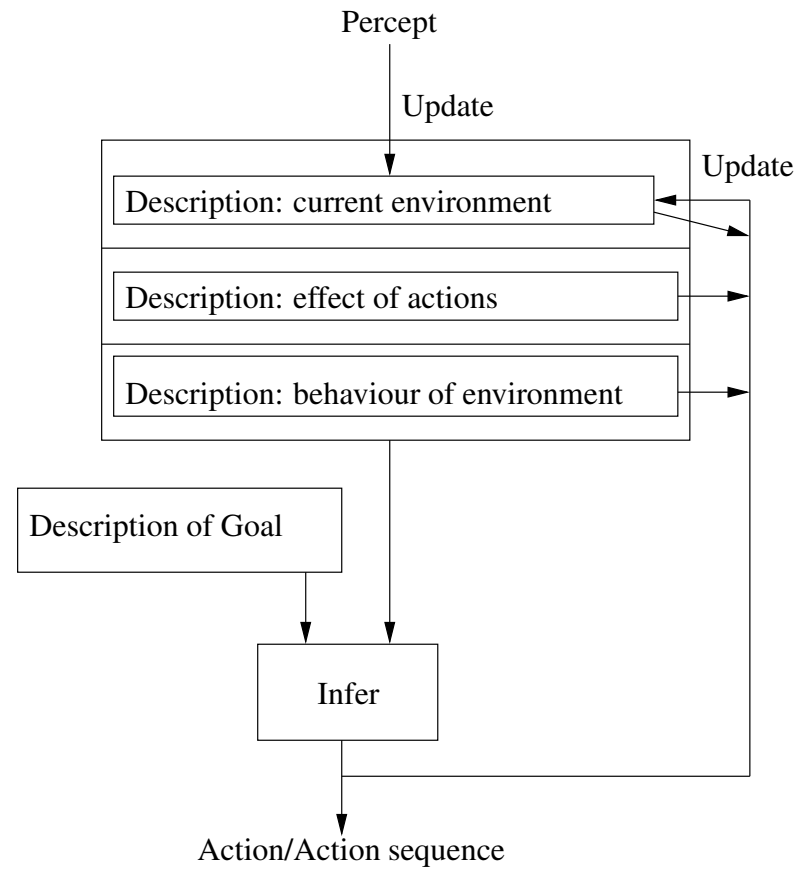 Percept
Update
Update
Description: current environment
Description: effect of actions
Description: behaviour of environment
Description of Goal
Infer
Action/Action sequence